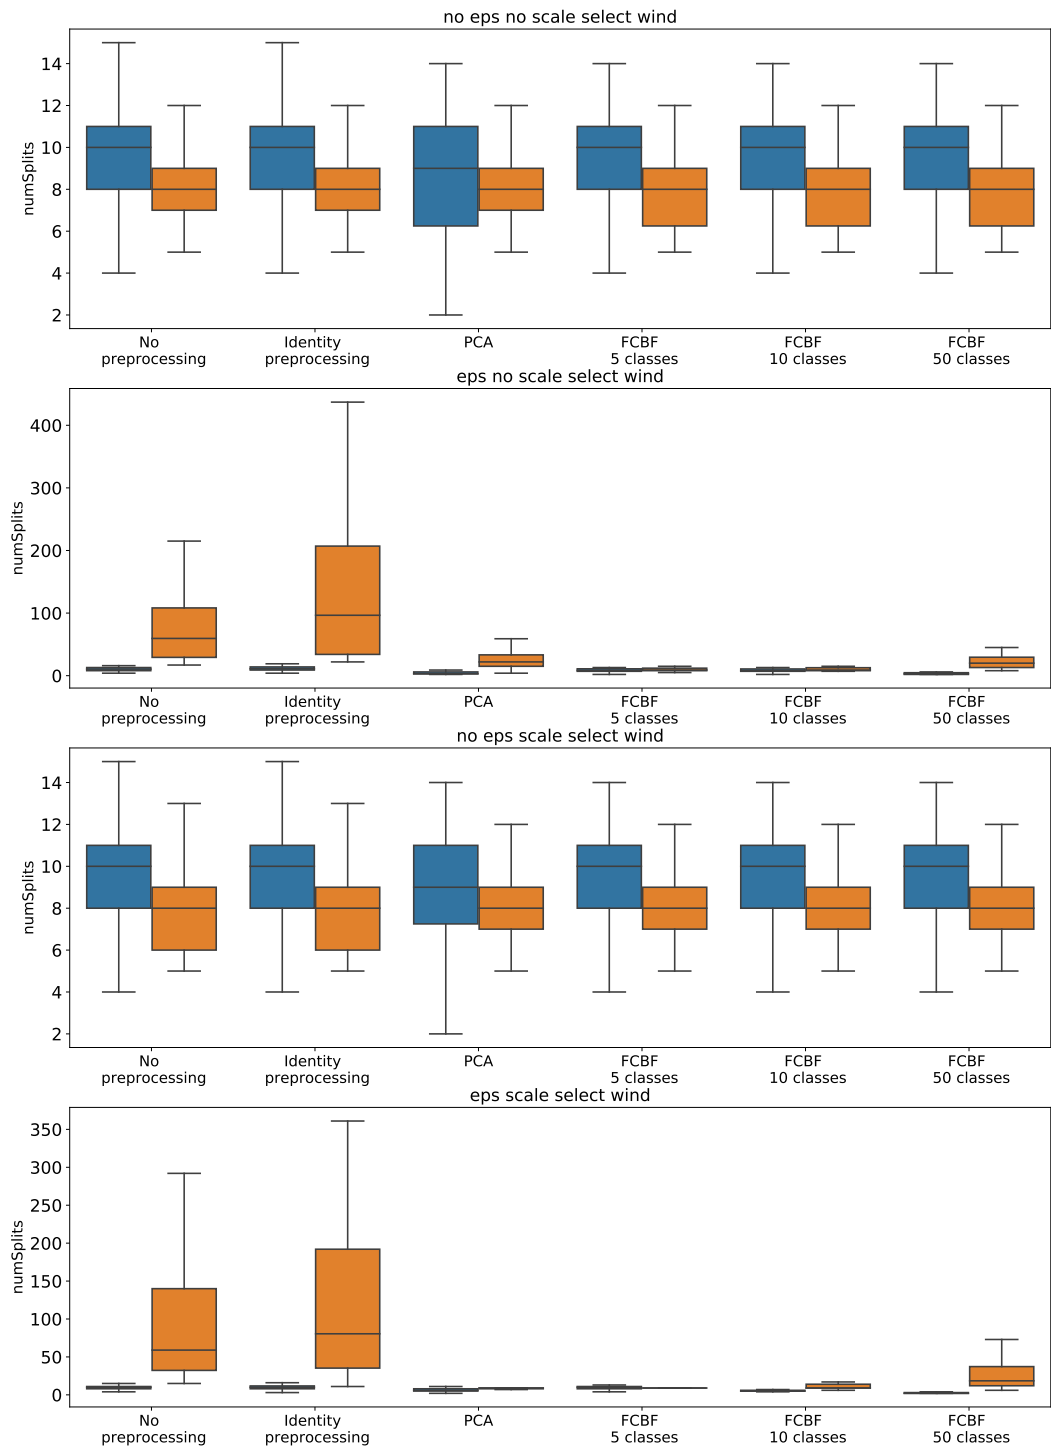 no eps no scale select wind
14
12
10
8
6
4
2
numSplits
No preprocessing
Identity preprocessing
PCA
FCBF 5 classes
FCBF 10 classes
FCBF 50 classes
eps no scale select wind
400
300
200
100
0
numSplits
No preprocessing
Identity preprocessing
PCA
FCBF 5 classes
FCBF 10 classes
FCBF 50 classes
no eps scale select wind
14
12
10
8
6
4
2
numSplits
No preprocessing
Identity preprocessing
PCA
FCBF 5 classes
FCBF 10 classes
FCBF 50 classes
eps scale select wind
350
300
250
200
150
100
50
0
numSplits
No preprocessing
Identity preprocessing
PCA
FCBF 5 classes
FCBF 10 classes
FCBF 50 classes